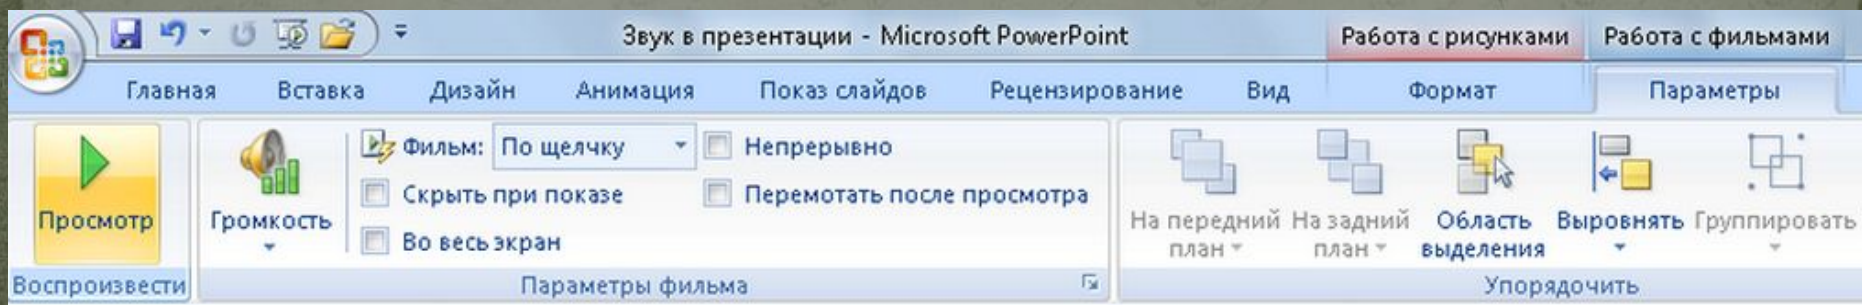 Звук в презентации - Microsoft PowerPoint Работа с рисунками Работа с фильмами
Главная Вставка Дизайн Анимация Показ слайдов Рецензирование Вид Формат Параметры
Просмотр
Воспроизвести
Громкость
Фильм: По щелчку Непрерывно
Скрыть при показе Перемотать после просмотра
Во весь экран
Параметры фильма
На передний план
На задний план
Область выделения
Выровнять
Группировать
Упорядочить